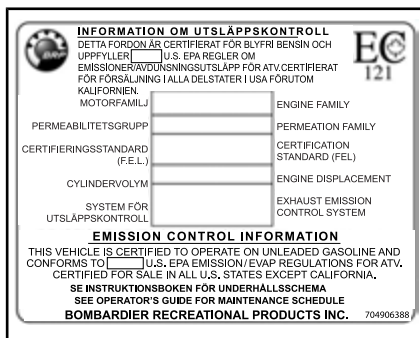 INFORMATION OM UTSLÄPPSKONTROLL
DETTA FORDON ÄR CERTIFIERAT FÖR BLYFRI BENSIN OCH
UPPFYLLER U.S. EPA REGLER OM
EMISSIONER/AVDUNSNINGSUTSLÄPP FÖR ATV.CERTIFIERAT
FÖR FÖRSÄLJNING I ALLA DELSTATER I USA FÖRUTOM
KALIFORNIEN.
EC
121
MOTORFAMILJ
ENGINE FAMILY
PERMEABILITETSGRUPP
PERMEATION FAMILY
CERTIFIERINGSSTANDARD
(F.E.L.)
CERTIFICATION
STANDARD (FEL)
CYLINDERVOLYM
ENGINE DISPLACEMENT
SYSTEM FÖR
UTSLÄPPSKONTROLL
EXHAUST EMISSION
CONTROL SYSTEM
EMISSION CONTROL INFORMATION
THIS VEHICLE IS CERTIFIED TO OPERATE ON UNLEADED GASOLINE AND
CONFORMS TO U.S. EPA EMISSION/EVAP REGULATIONS FOR ATV.
CERTIFIED FOR SALE IN ALL U.S. STATES EXCEPT CALIFORNIA.
SE INSTRUKTIONSBOKEN FÖR UNDERHÅLLSSCHEMA
SEE OPERATOR'S GUIDE FOR MAINTENANCE SCHEDULE
BOMBARDIER RECREATIONAL PRODUCTS INC. 704906388